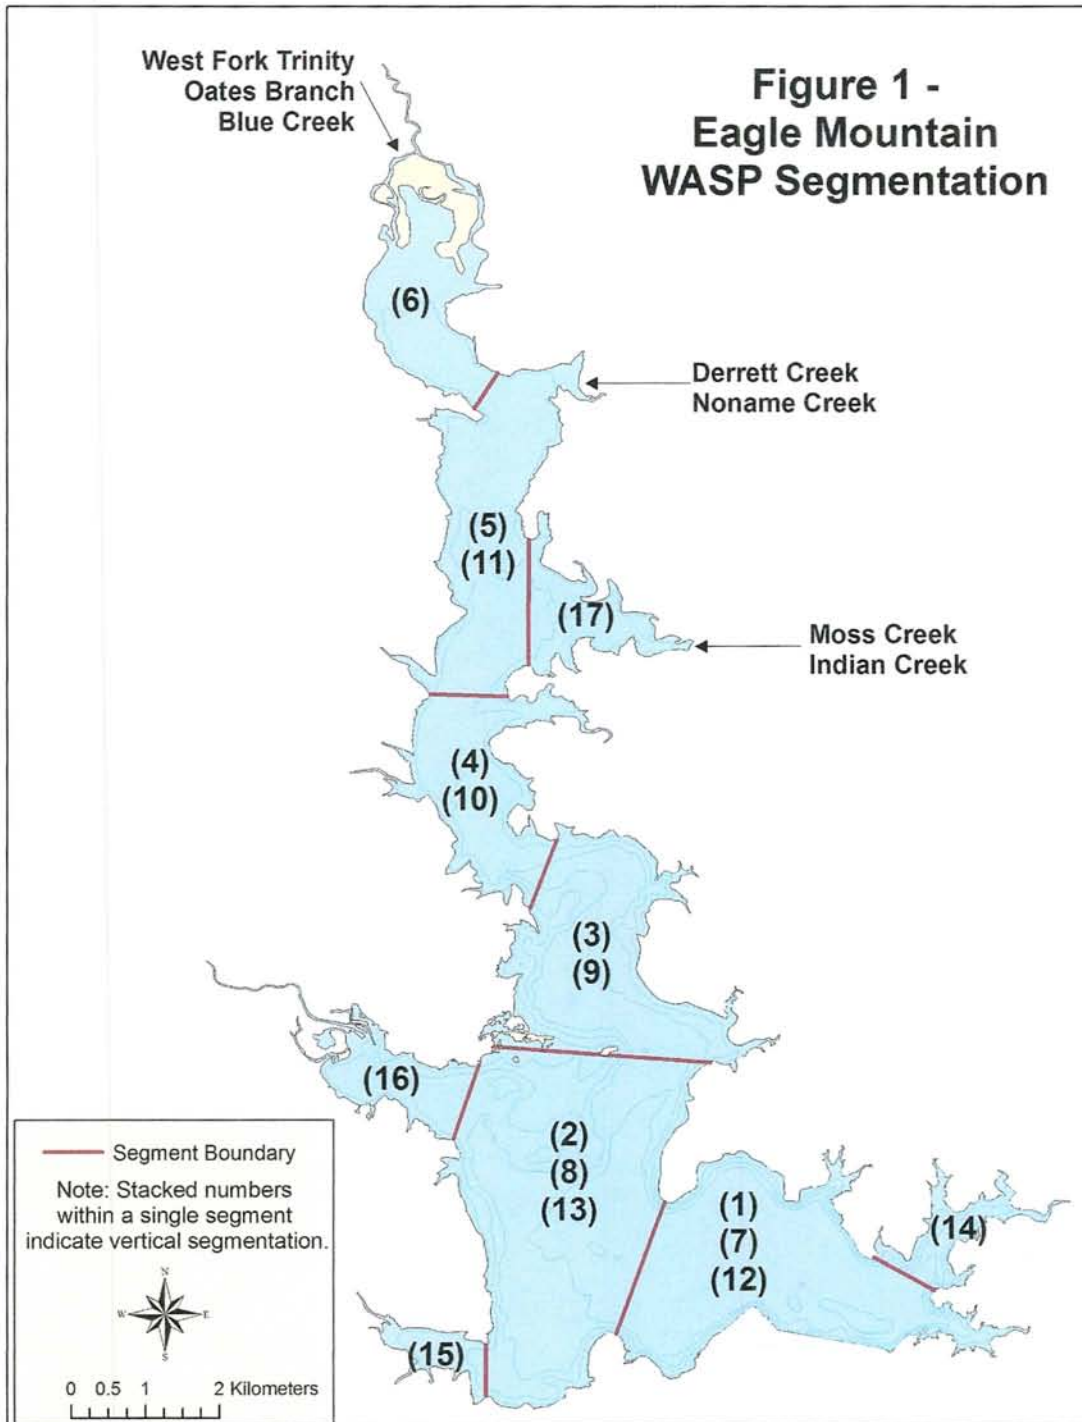 Figure 1 -
Eagle Mountain
WASP Segmentation
West Fork Trinity
Oates Branch
Blue Creek
(6)
Derrett Creek
Noname Creek
(5)
(11)
(17)
Moss Creek
Indian Creek
(4)
(10)
(3)
(9)
(16)
(2)
(8)
(13)
(1)
(7)
(12)
(14)
(15)
Segment Boundary
Note: Stacked numbers
within a single segment
indicate vertical segmentation.
N
W E
S
0 0.5 1 2 Kilometers